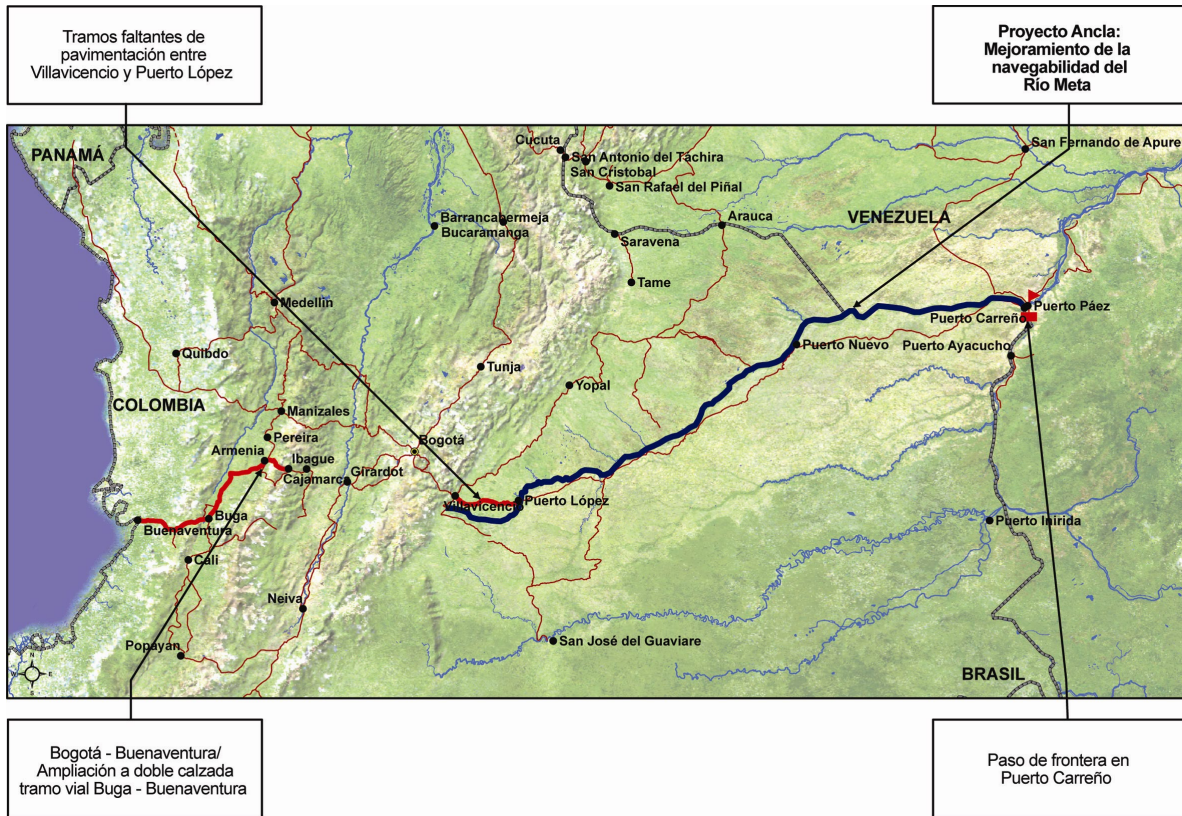 Tramos faltantes de
pavimentación entre
Villavicencio y Puerto López
Proyecto Ancla:
Mejoramiento de la
navegabilidad del
Río Meta
PANAMÁ
Cucuta
San Antonio del Táchira
San Cristobal
San Rafael del Piñal
San Fernando de Apure
Barrancabermeja
Bucaramanga
Arauca
VENEZUELA
Saravena
Tame
Medellín
Puerto Páez
Puerto Carreño
Puerto Nuevo
Puerto Ayacucho
Quibdo
Tunja
Yopal
COLOMBIA
Manizales
Pereira
Bogotá
Armenia
Ibague
Cajamarca
Girardot
Villavicencio
Puerto López
Buga
Buenaventura
Puerto Inirida
Cali
Neiva
Popayán
San José del Guaviare
BRASIL
N
W
E
S
Bogotá - Buenaventura/
Ampliación a doble calzada
tramo vial Buga - Buenaventura
Paso de frontera en
Puerto Carreño